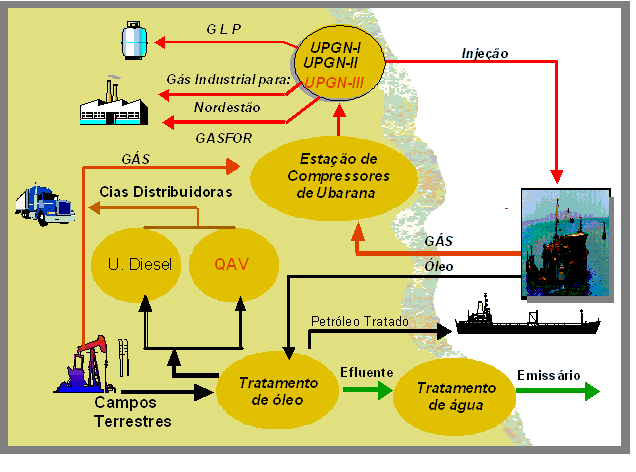 G L P
UPGN-I
UPGN-II
UPGN-III
Injeção
Gás Industrial para:
Nordestão
GASFOR
GÁS
Estação de
Compressores
de Ubarana
Cias Distribuidoras
GÁS
Óleo
U. Diesel
QAV
Petróleo Tratado
Efluente
Emissário
Tratamento
de óleo
Tratamento
de água
Campos
Terrestres